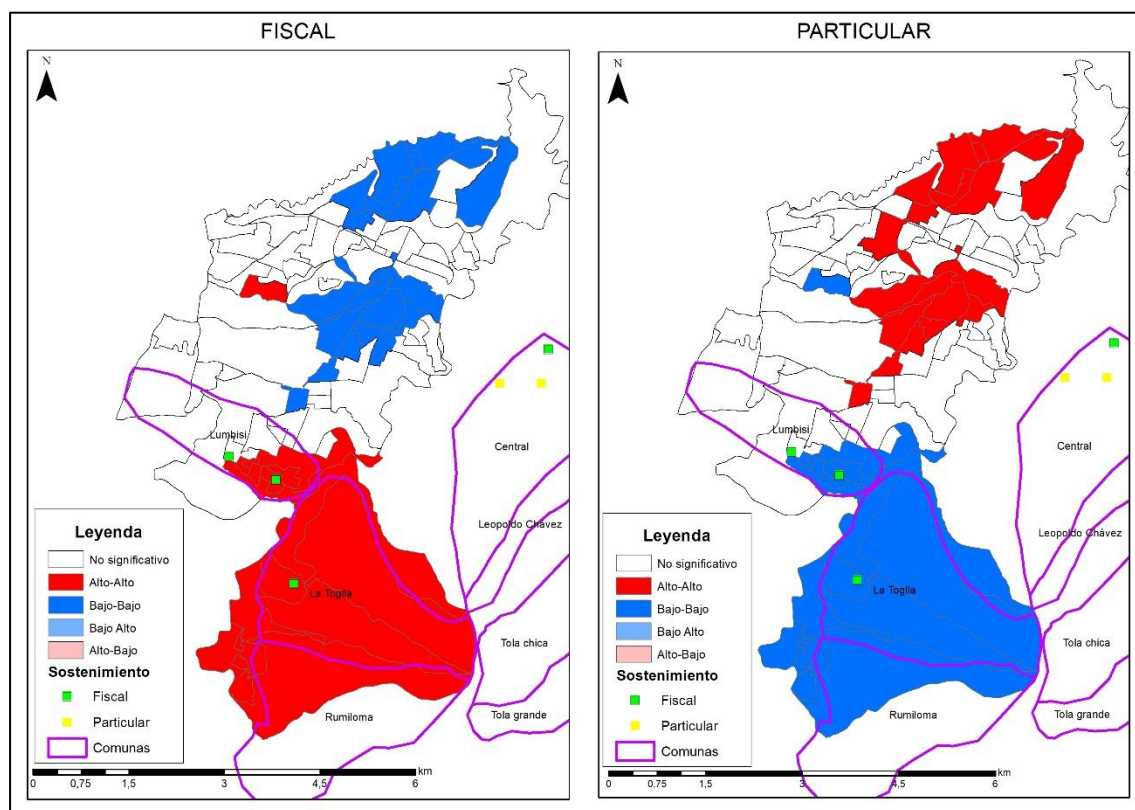 FISCAL
N
Lumbisi
Central
Leopoldo Chávez
La Toglla
Tola chica
Rumiloma
Tola grande
Leyenda
No significativo
Alto-Alto
Bajo-Bajo
Bajo Alto
Alto-Bajo
Sostenimiento
Fiscal
Particular
Comunas
km
0 0,75 1,5 3 4,5 6
PARTICULAR
N
Lumbisi
Central
Leopoldo Chávez
La Toglla
Tola chica
Rumiloma
Tola grande
Leyenda
No significativo
Alto-Alto
Bajo-Bajo
Bajo Alto
Alto-Bajo
Sostenimiento
Fiscal
Particular
Comunas
km
0 0,75 1,5 3 4,5 6